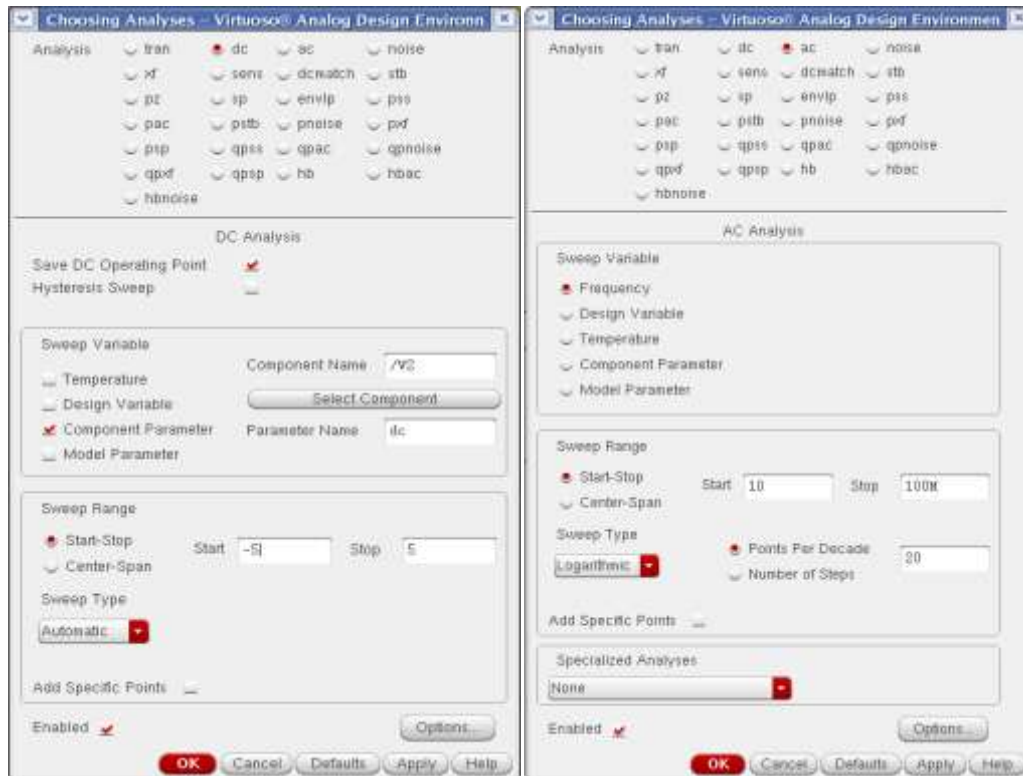 Choosing Analyses – Virtuoso® Analog Design Environn
Analysis tran dc ac noise
xf sens dcmatch stb
pz sp envlp pss
pac pstb pnoise pxf
psp qpss qpac qpnoise
qpxf qpsp hb hbac
hbnoise
DC Analysis
Save DC Operating Point
Hysteresis Sweep
Sweep Variable
Temperature
Design Variable
Component Parameter
Model Parameter
Component Name /V2
Select Component
Parameter Name dc
Sweep Range
Start-Stop
Center-Span
Start -5
Stop 5
Sweep Type
Automatic
Add Specific Points
Enabled
Options...
OK Cancel Defaults Apply Help
Choosing Analyses – Virtuoso® Analog Design Environmen
Analysis tran dc ac noise
xf sens dcmatch stb
pz sp envlp pss
pac pstb pnoise pxf
psp qpss qpac qpnoise
qpxf qpsp hb hbac
hbnoise
AC Analysis
Sweep Variable
Frequency
Design Variable
Temperature
Component Parameter
Model Parameter
Sweep Range
Start-Stop
Center-Span
Start 10
Stop 100M
Sweep Type
Logarithmic
Points Per Decade
Number of Steps
20
Add Specific Points
Specialized Analyses
None
Enabled
Options...
OK Cancel Defaults Apply Help